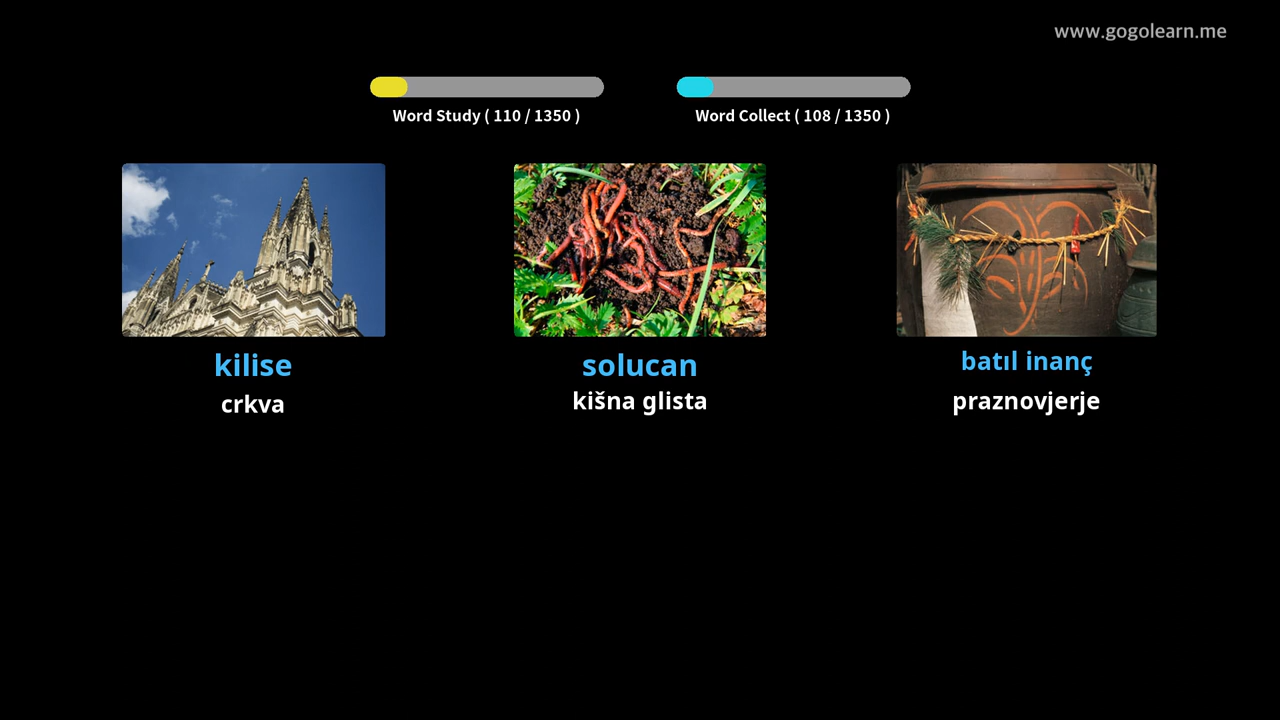 www.gogolearn.me
Word Study ( 110 / 1350 )
Word Collect ( 108 / 1350 )
kilise
crkva
solucan
kišna glista
batıl inanç
praznovjerje